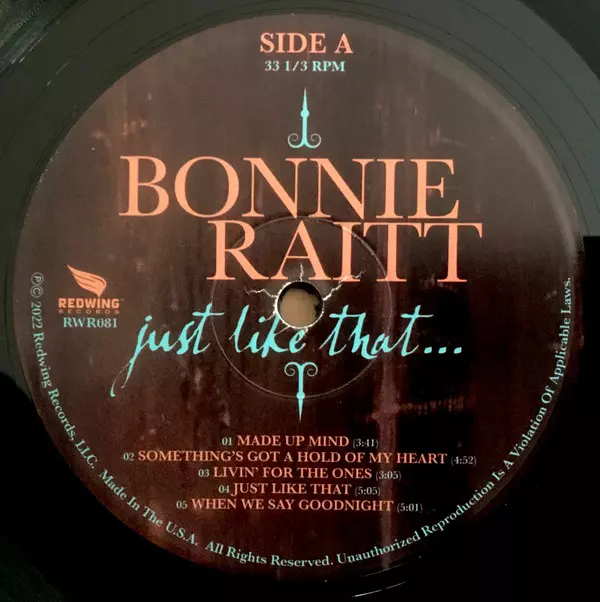 SIDE A
33 1/3 RPM
BONNIE
RAITT
REDWING
RECORDS
RWR081
just like that...
01 MADE UP MIND (3:41)
02 SOMETHING'S GOT A HOLD OF MY HEART (4:52)
03 LIVIN' FOR THE ONES (3:05)
04 JUST LIKE THAT (5:05)
05 WHEN WE SAY GOODNIGHT (5:01)
℗© 2022 Redwing Records, LLC. Made In The U.S.A. All Rights Reserved. Unauthorized Reproduction Is A Violation Of Applicable Laws.